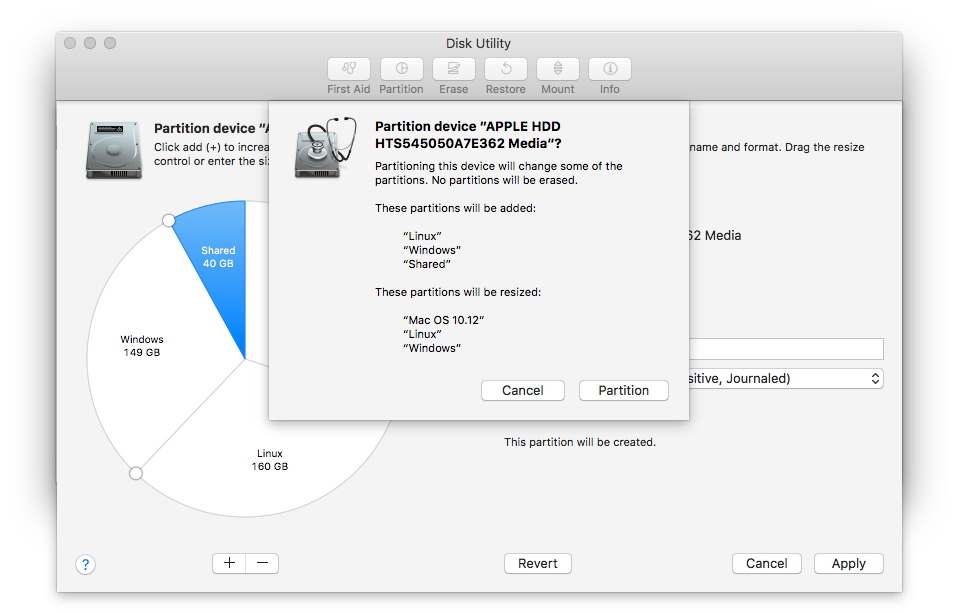 Disk Utility
First Aid
Partition
Erase
Restore
Mount
Info
Partition device “A
Click add (+) to increa
control or enter the si
name and format. Drag the resize
Partition device “APPLE HDD
HTS545050A7E362 Media”?
Partitioning this device will change some of the
partitions. No partitions will be erased.
These partitions will be added:
“Linux”
“Windows”
“Shared”
These partitions will be resized:
“Mac OS 10.12”
“Linux”
“Windows”
Cancel
Partition
Shared
40 GB
Windows
149 GB
Linux
160 GB
62 Media
sitive, Journaled)
This partition will be created.
?
+
−
Revert
Cancel
Apply